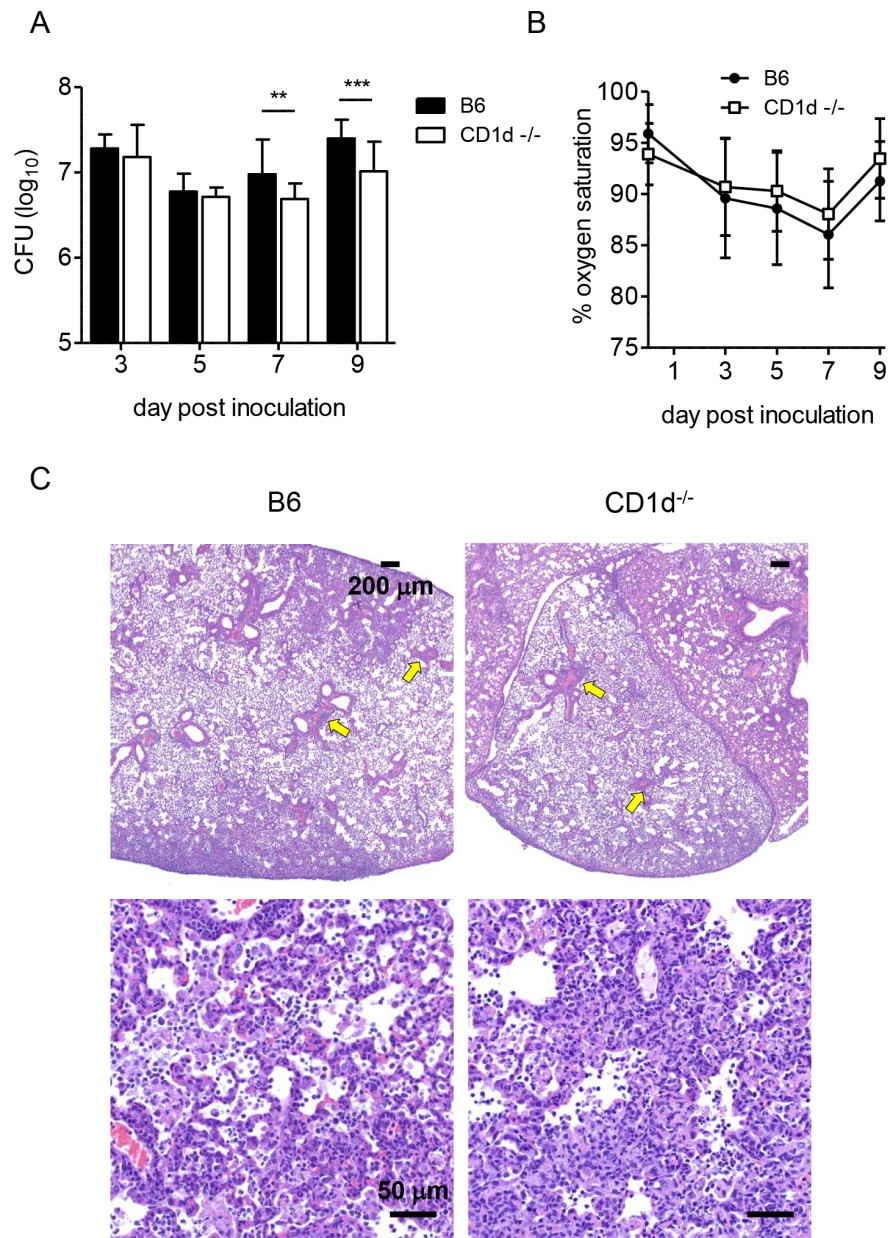 A
8
7
6
5
CFU (log10)
**
***
B6
CD1d -/-
3 5 7 9
day post inoculation
B
B6
CD1d -/-
100
95
90
85
80
75
% oxygen saturation
1 3 5 7 9
day post inoculation
C
B6
CD1d-/-
200 μm
50 μm